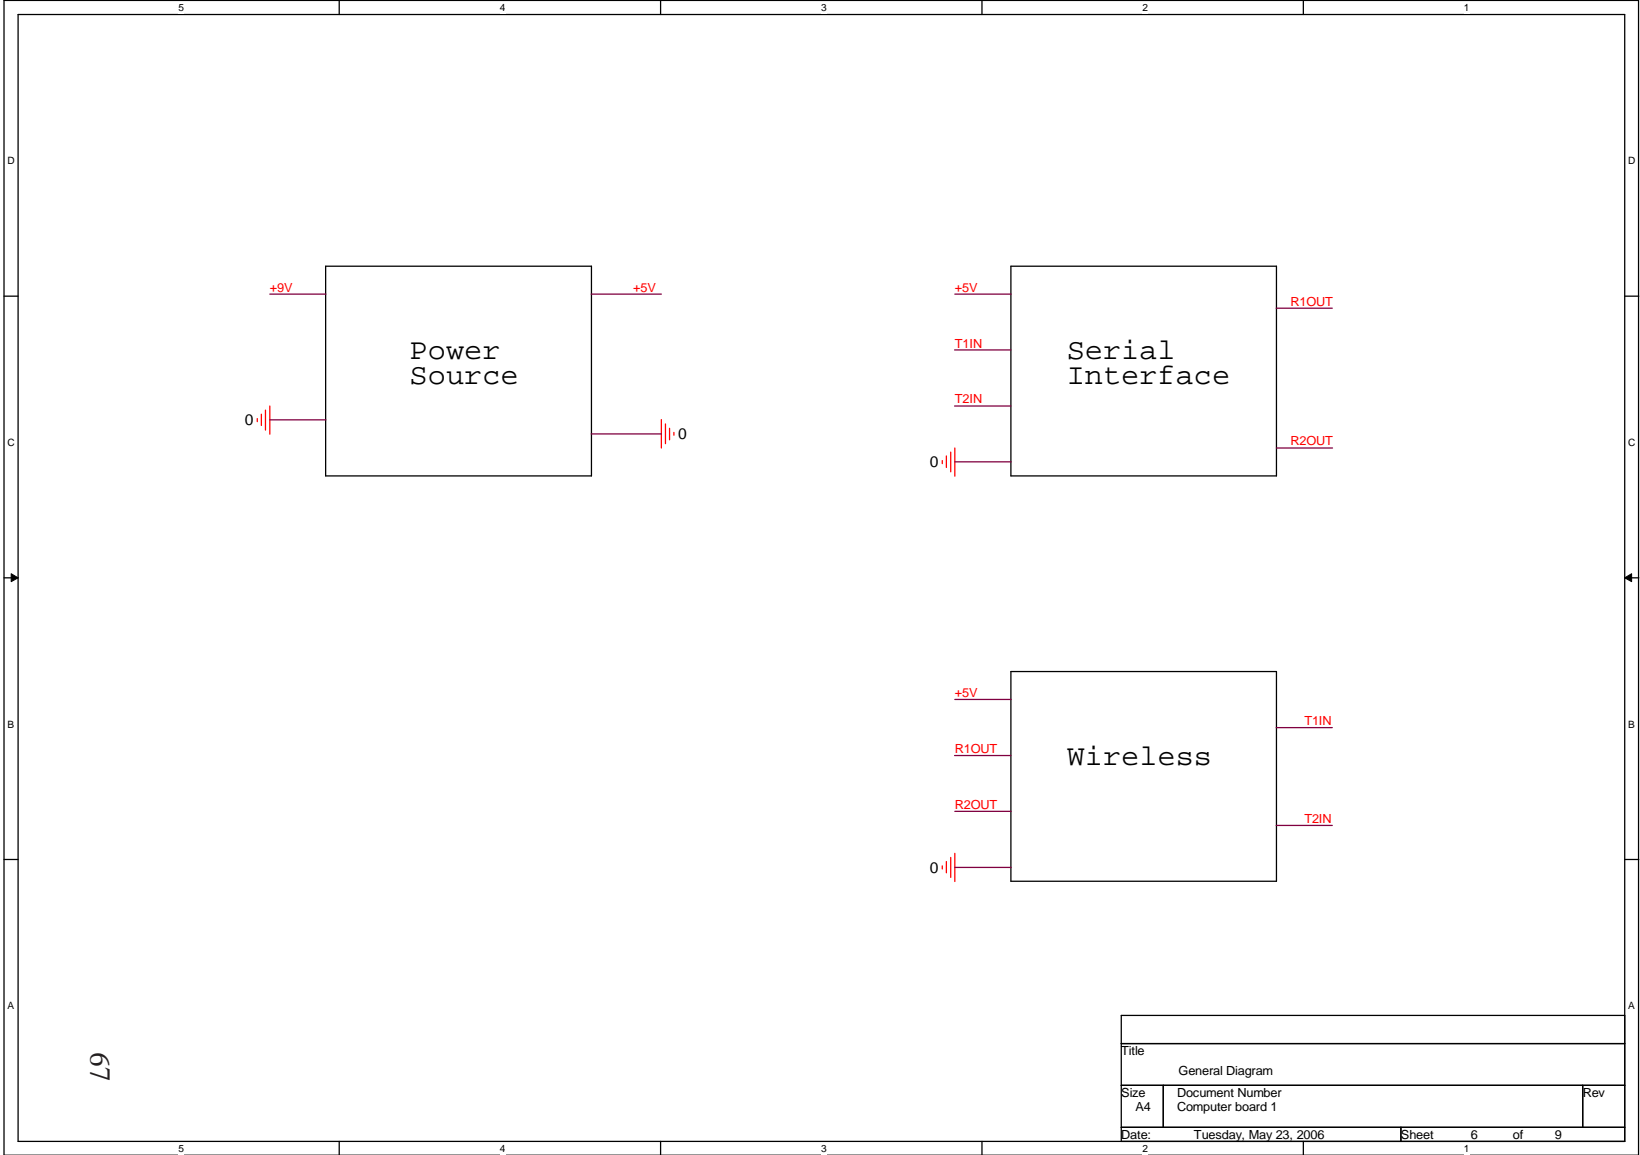 5 4 3 2 1
D D
+9V +5V
Power
Source
0 0
+5V R1OUT
T1IN
Serial
Interface
T2IN
R2OUT
0
C C
+5V
T1IN
R1OUT
Wireless
R2OUT
T2IN
0
B B
A A
67
Title
General Diagram
Size Document Number Rev
A4 Computer board 1
Date: Tuesday, May 23, 2006 Sheet 6 of 9
5 4 3 2 1